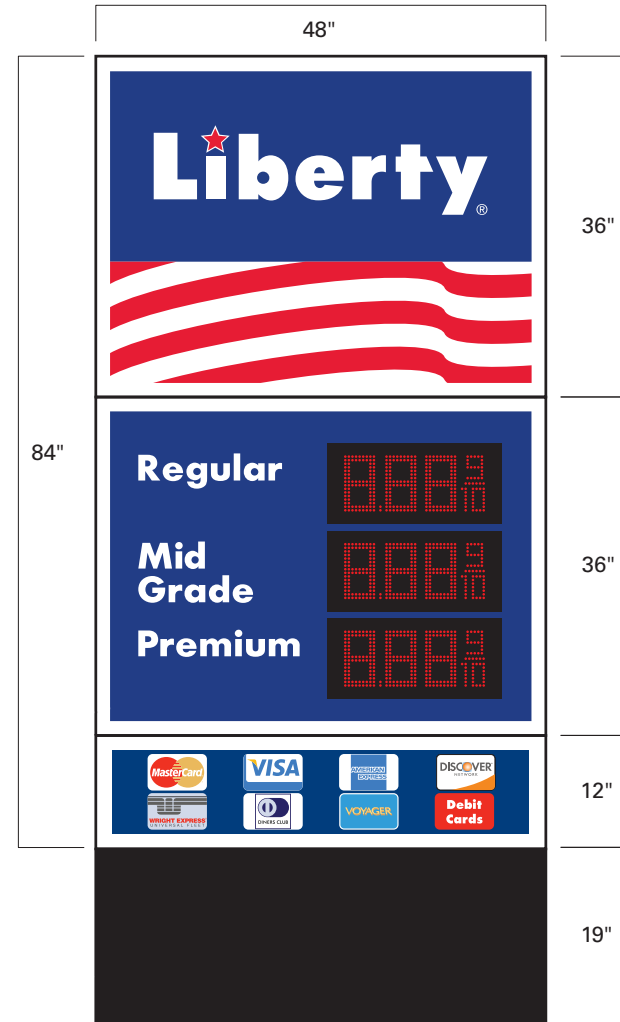 48"
Liberty®
36"
84"
Regular 8.88 9/10
Mid
Grade 8.88 9/10
Premium 8.88 9/10
36"
MasterCard
VISA
AMERICAN
EXPRESS
DISCOVER
NETWORK
WRIGHT EXPRESS
UNIVERSAL FLEET
DINERS CLUB
VOYAGER
Debit
Cards
12"
19"